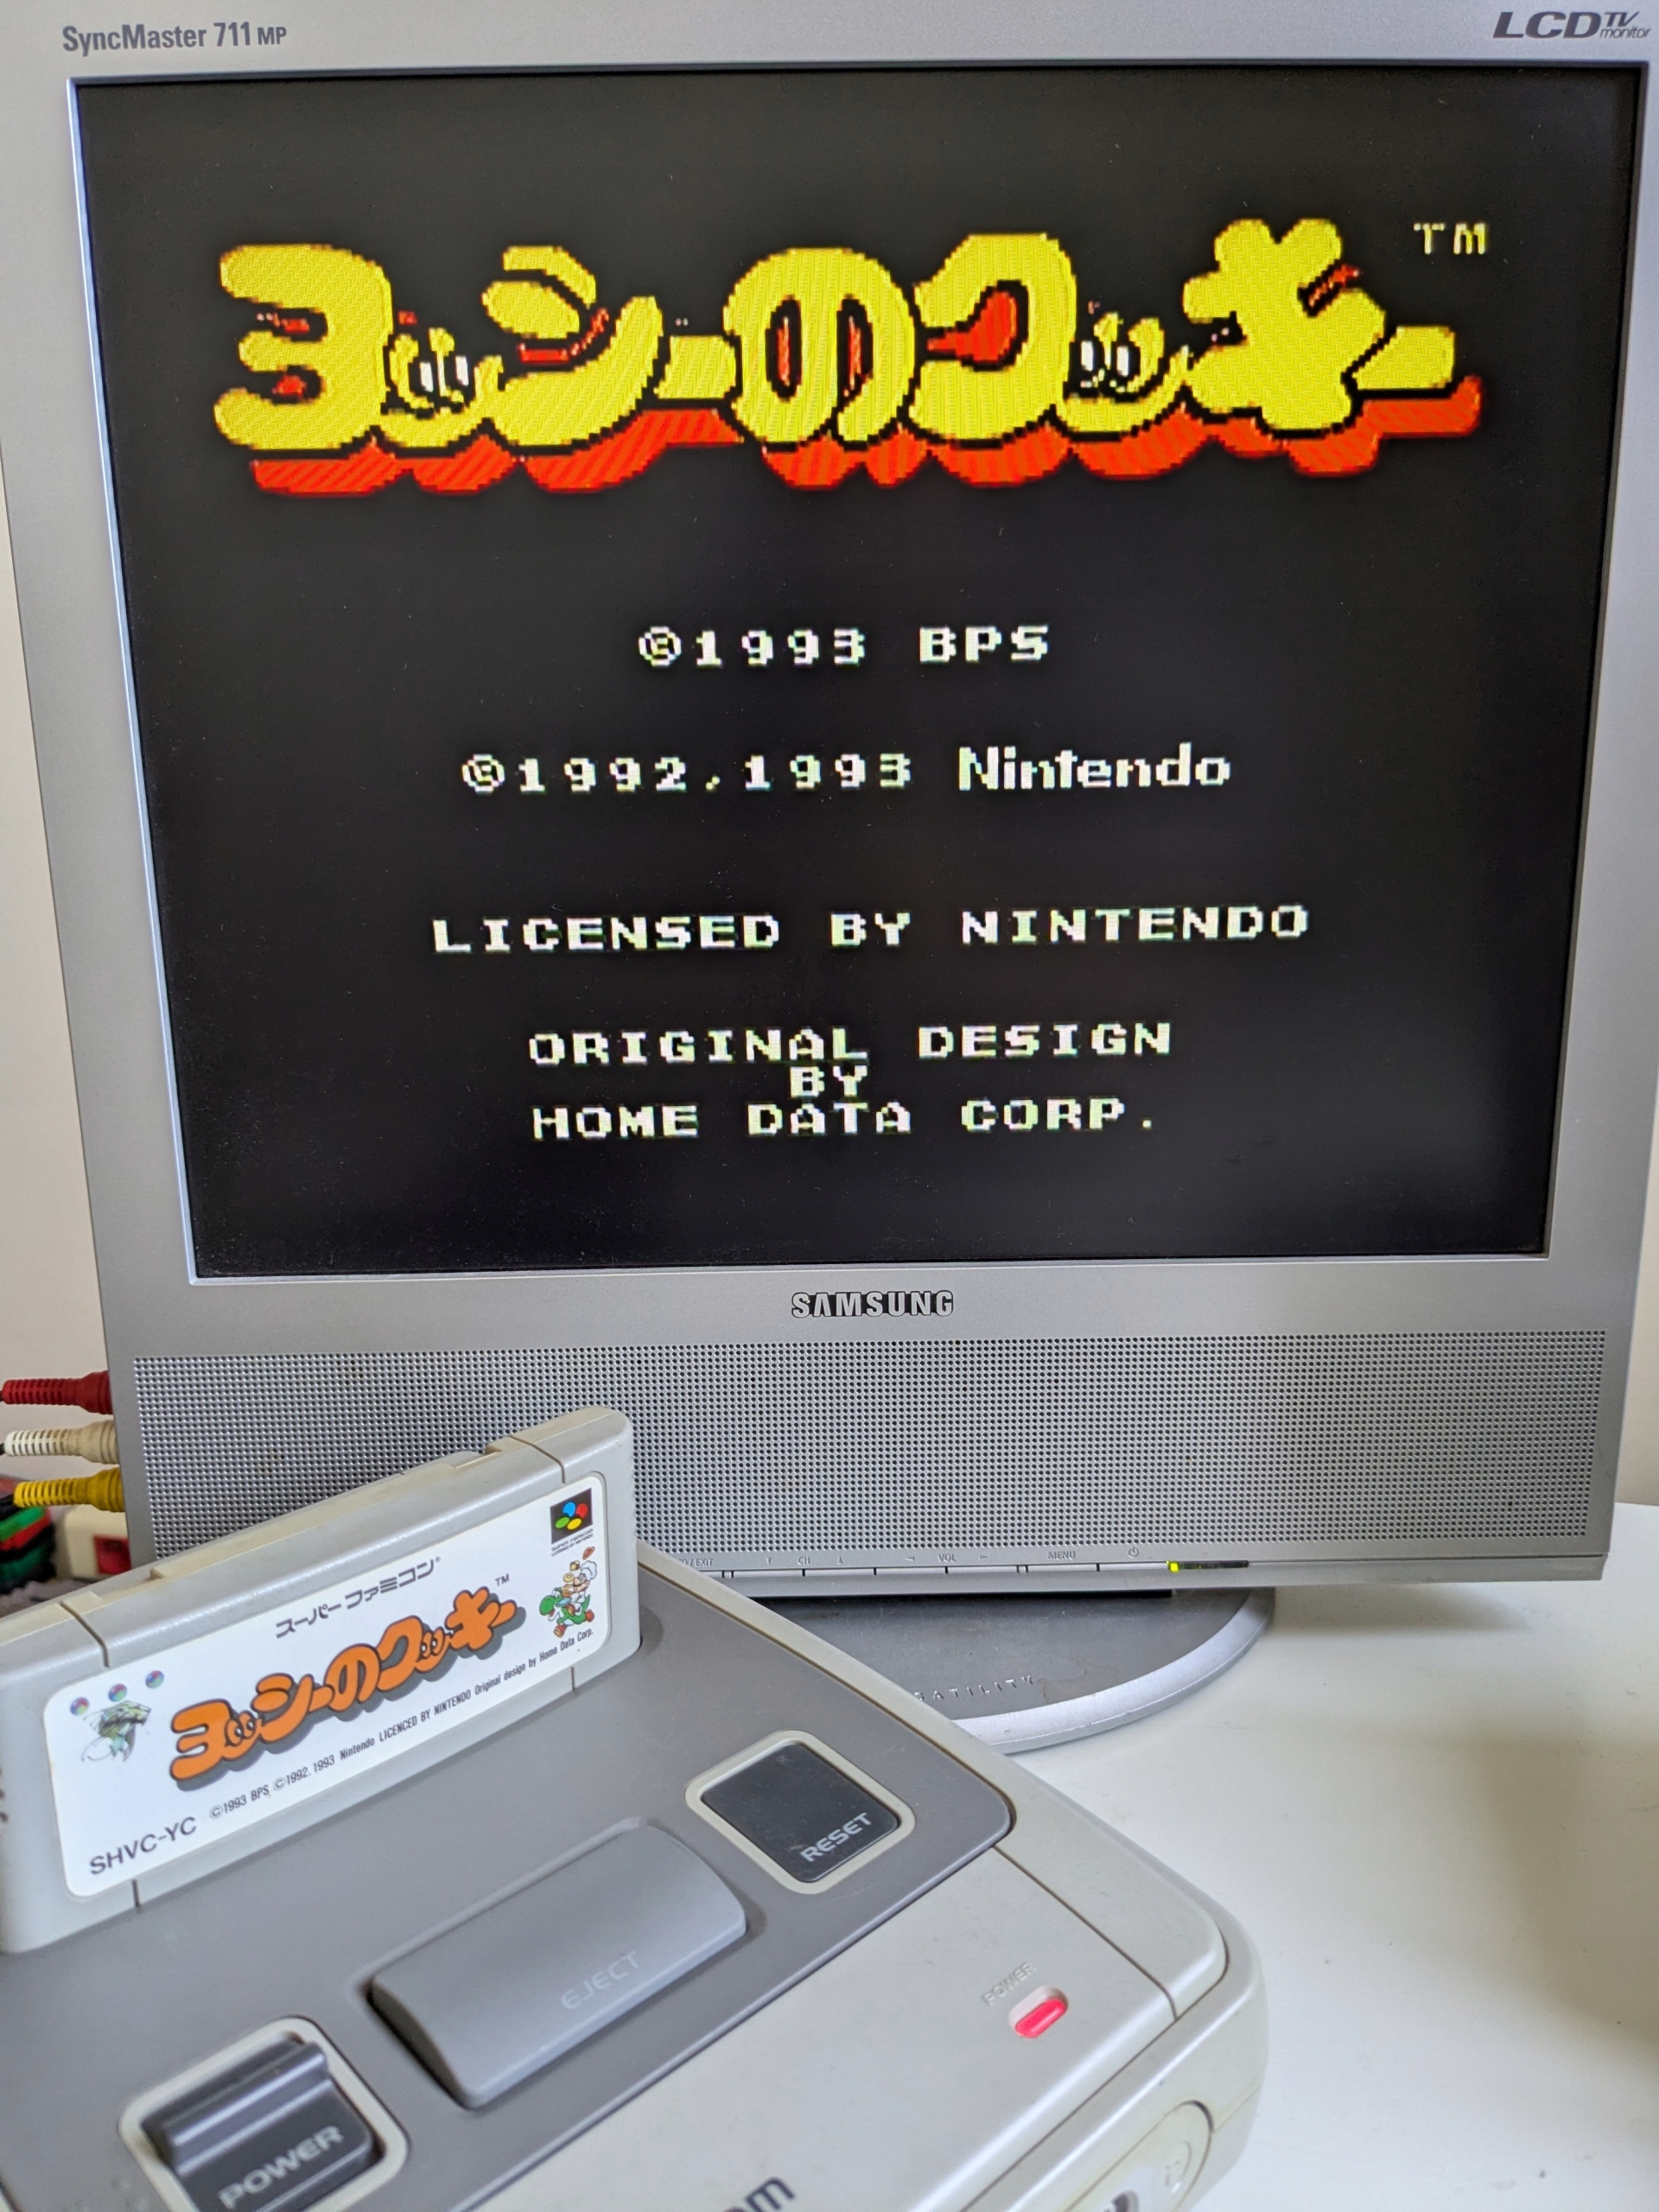 SyncMaster 711 MP
LCD TV monitor
ヨッシーのクッキー TM
©1993 BPS
©1992,1993 Nintendo
LICENSED BY NINTENDO
ORIGINAL DESIGN
BY
HOME DATA CORP.
SAMSUNG
/EXIT CH VOL MENU
スーパーファミコン
ヨッシーのクッキー TM
©1993 BPS ©1992,1993 Nintendo LICENCED BY NINTENDO Original design by Home Data Corp.
SHVC-YC
RESET
EJECT
POWER
POWER